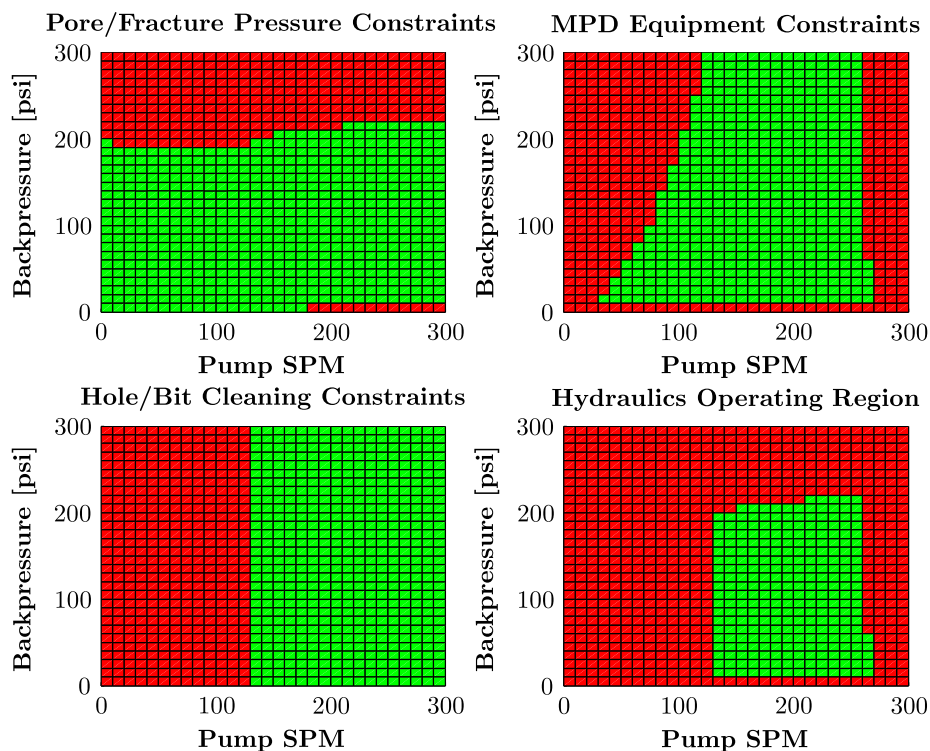 Pore/Fracture Pressure Constraints
300
200
100
0
Backpressure [psi]
0 100 200 300
Pump SPM
MPD Equipment Constraints
300
200
100
0
Backpressure [psi]
0 100 200 300
Pump SPM
Hole/Bit Cleaning Constraints
300
200
100
0
Backpressure [psi]
0 100 200 300
Pump SPM
Hydraulics Operating Region
300
200
100
0
Backpressure [psi]
0 100 200 300
Pump SPM